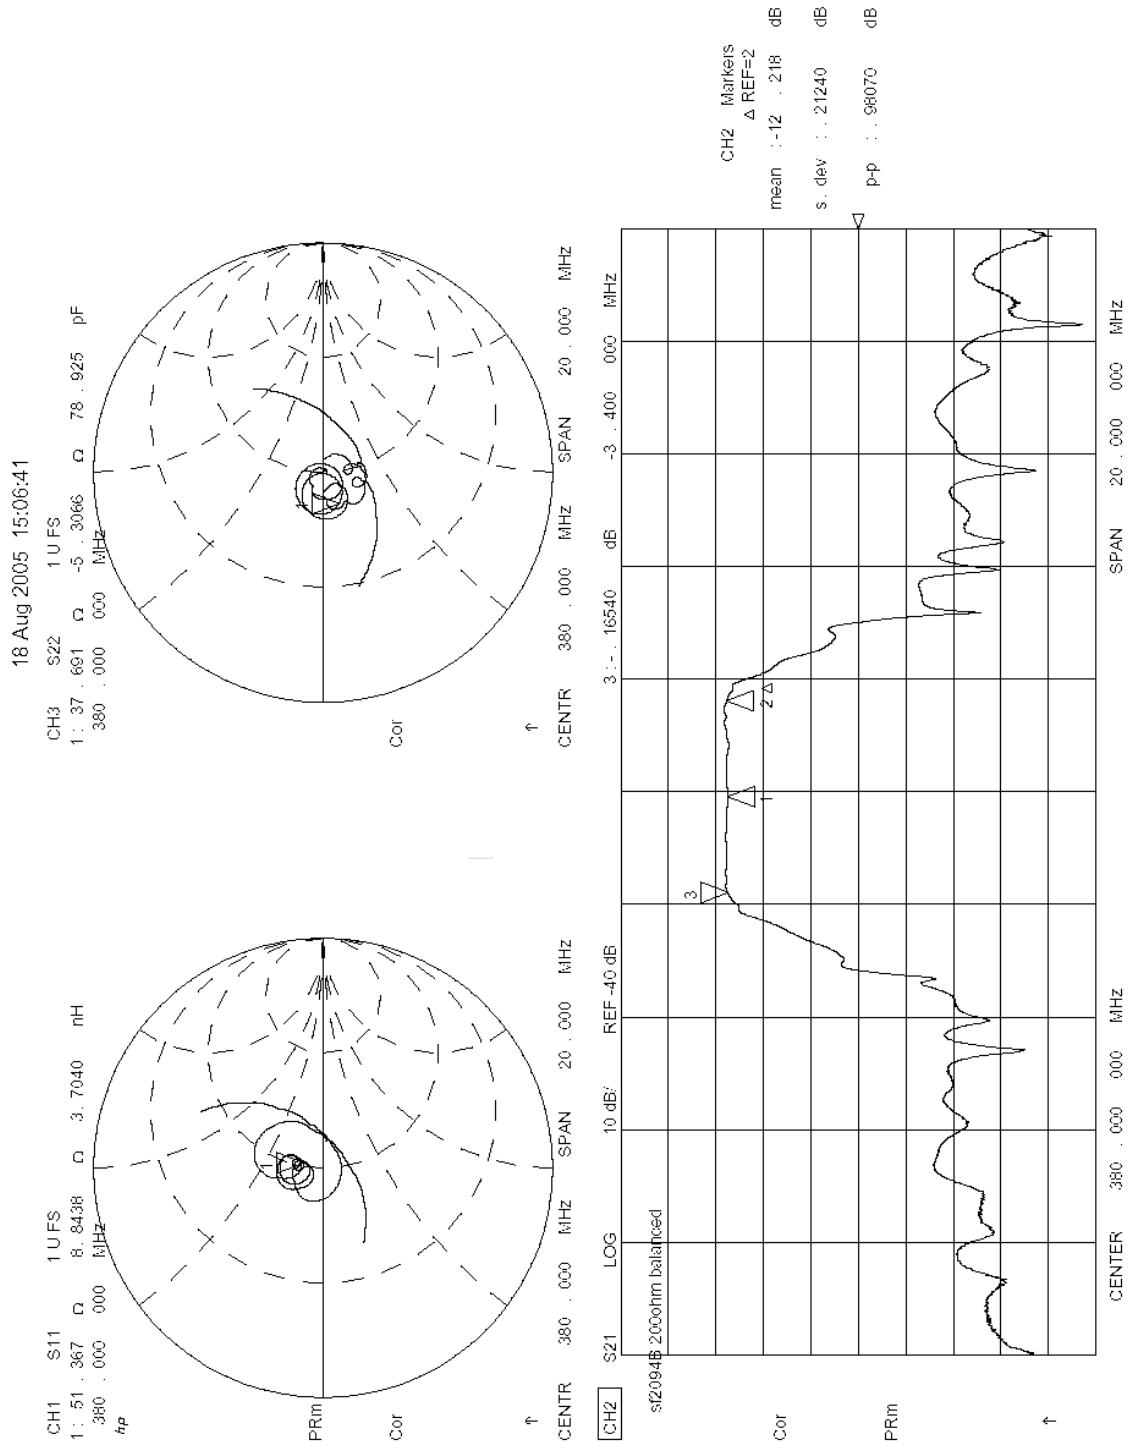 18 Aug 2005 15:06:41
CH1 S11 1 U FS
1 : 51 . 367 Ω 8. 8438 Ω 3. 7040 nH
380 . 000 000 MHz
hp
PRm
Cor
↑
CENTR 380 . 000 MHz SPAN 20 . 000 MHz
1
CH3 S22 1 U FS
1 : 37 . 691 Ω -5 . 3066 Ω 78 . 925 pF
380 . 000 000 MHz
Cor
↑
CENTR 380 . 000 MHz SPAN 20 . 000 MHz
1
CH2 S21 LOG 10 dB/ REF -40 dB 3 : - . 16540 dB -3 . 400 000 MHz
sf2094B 200ohm balanced
Cor
PRm
↑
3
1
2
CH2 Markers
Δ REF=2
mean : -12 . 218 dB
s. dev : . 21240 dB
p-p : . 98070 dB
CENTER 380 . 000 000 MHz SPAN 20 . 000 000 MHz